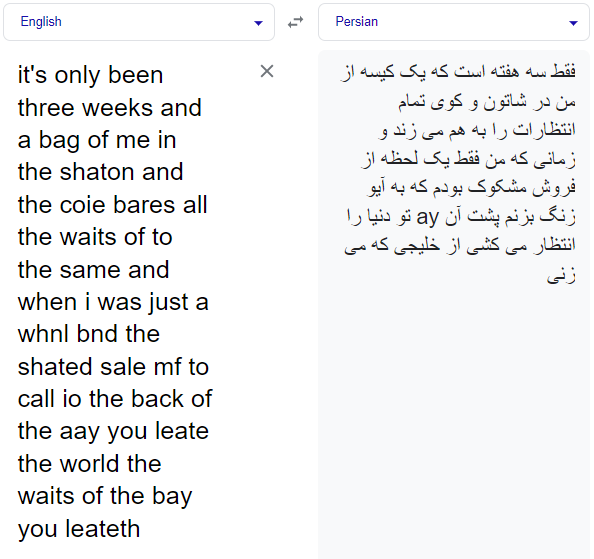 English
Persian
it's only been
three weeks and
a bag of me in
the shaton and
the coie bares all
the waits of to
the same and
when i was just a
whnl bnd the
shated sale mf to
call io the back of
the aay you leate
the world the
waits of the bay
you leateth
فقط سه هفته است که یک کیسه از
من در شاتون و کوی تمام
انتظارات را به هم می زند و
زمانی که من فقط یک لحظه از
فروش مشکوک بودم که به آیو
زنگ بزنم پشت آن ay تو دنیا را
انتظار می کشی از خلیجی که می
زنی